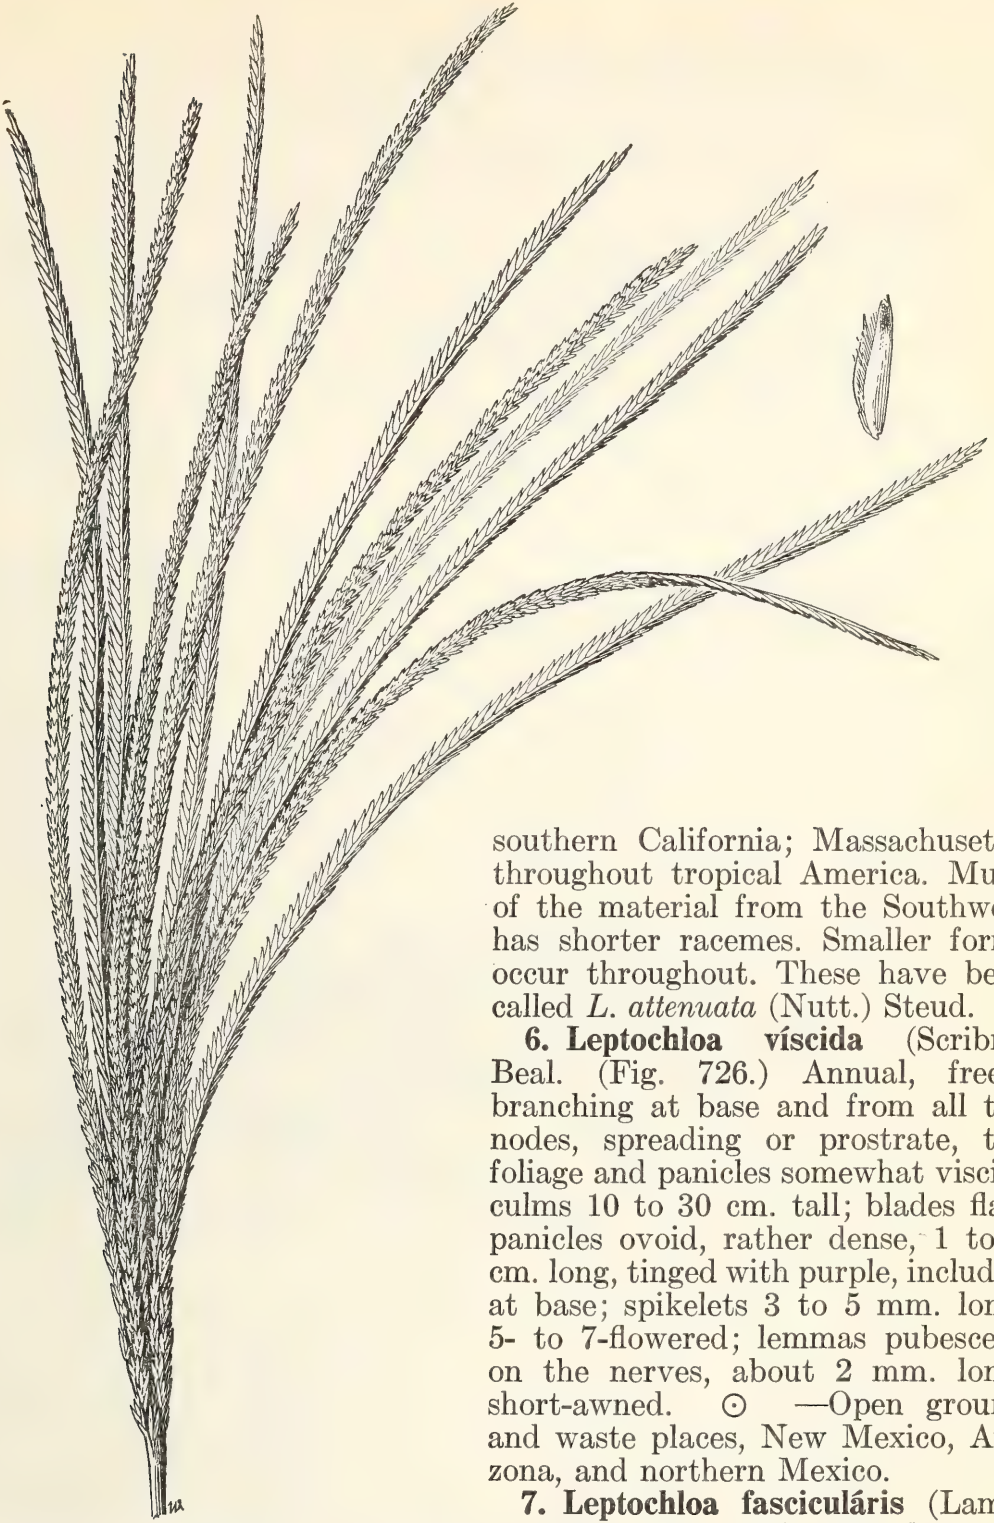 southern California; Massachuset
throughout tropical America. Mu
of the material from the Southwe
has shorter racemes. Smaller for
occur throughout. These have be
called L. attenuata (Nutt.) Steud.
6. Leptochloa víscida (Scribn
Beal. (Fig. 726.) Annual, free
branching at base and from all t
nodes, spreading or prostrate, t
foliage and panicles somewhat visci
culms 10 to 30 cm. tall; blades fla
panicles ovoid, rather dense, 1 to
cm. long, tinged with purple, includ
at base; spikelets 3 to 5 mm. lon
5- to 7-flowered; lemmas pubesce
on the nerves, about 2 mm. lon
short-awned. ⊙ —Open grou
and waste places, New Mexico, A
zona, and northern Mexico.
7. Leptochloa fasciculáris (Lam